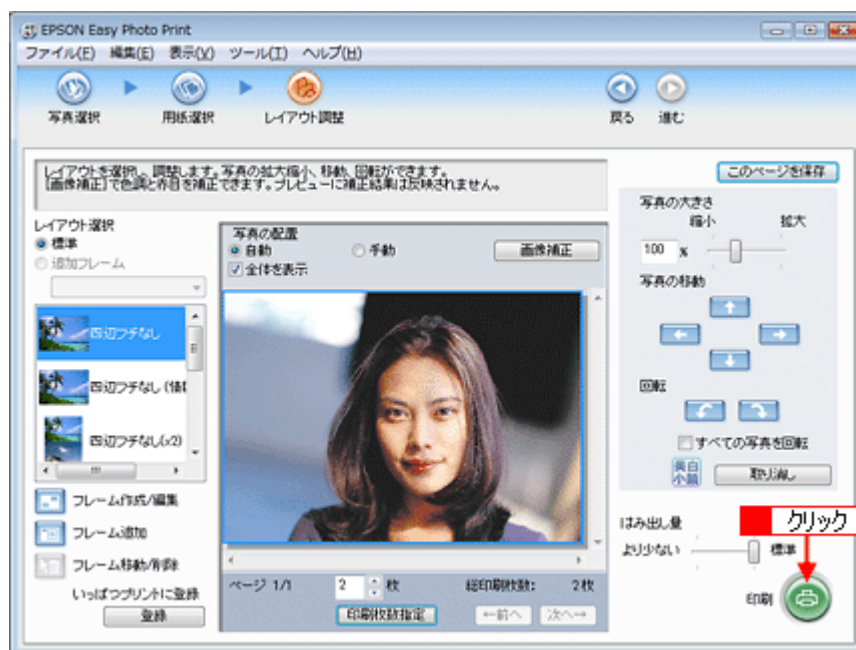 EPSON Easy Photo Print
ファイル(F) 編集(E) 表示(V) ツール(T) ヘルプ(H)
写真選択 用紙選択 レイアウト調整 戻る 進む
レイアウトを選択し、調整します。写真の拡大縮小、移動、回転ができます。
[画像補正]で色調と赤目を補正できます。プレビューに補正結果は反映されません。
このページを保存
レイアウト選択
標準
追加フレーム
四辺フチなし
四辺フチなし
四辺フチなし(x2)
フレーム作成/編集
フレーム追加
フレーム移動/削除
いっぱつプリントに登録
登録
写真の配置
自動 手動 画像補正
全体を表示
ページ 1/1 2 枚 総印刷枚数: 2枚
印刷枚数指定 ←前へ 次へ→
写真の大きさ
縮小 拡大
100 %
写真の移動
回転
すべての写真を回転
美白
小顔
取り消し
はみ出し量
クリック
より少ない 標準
印刷